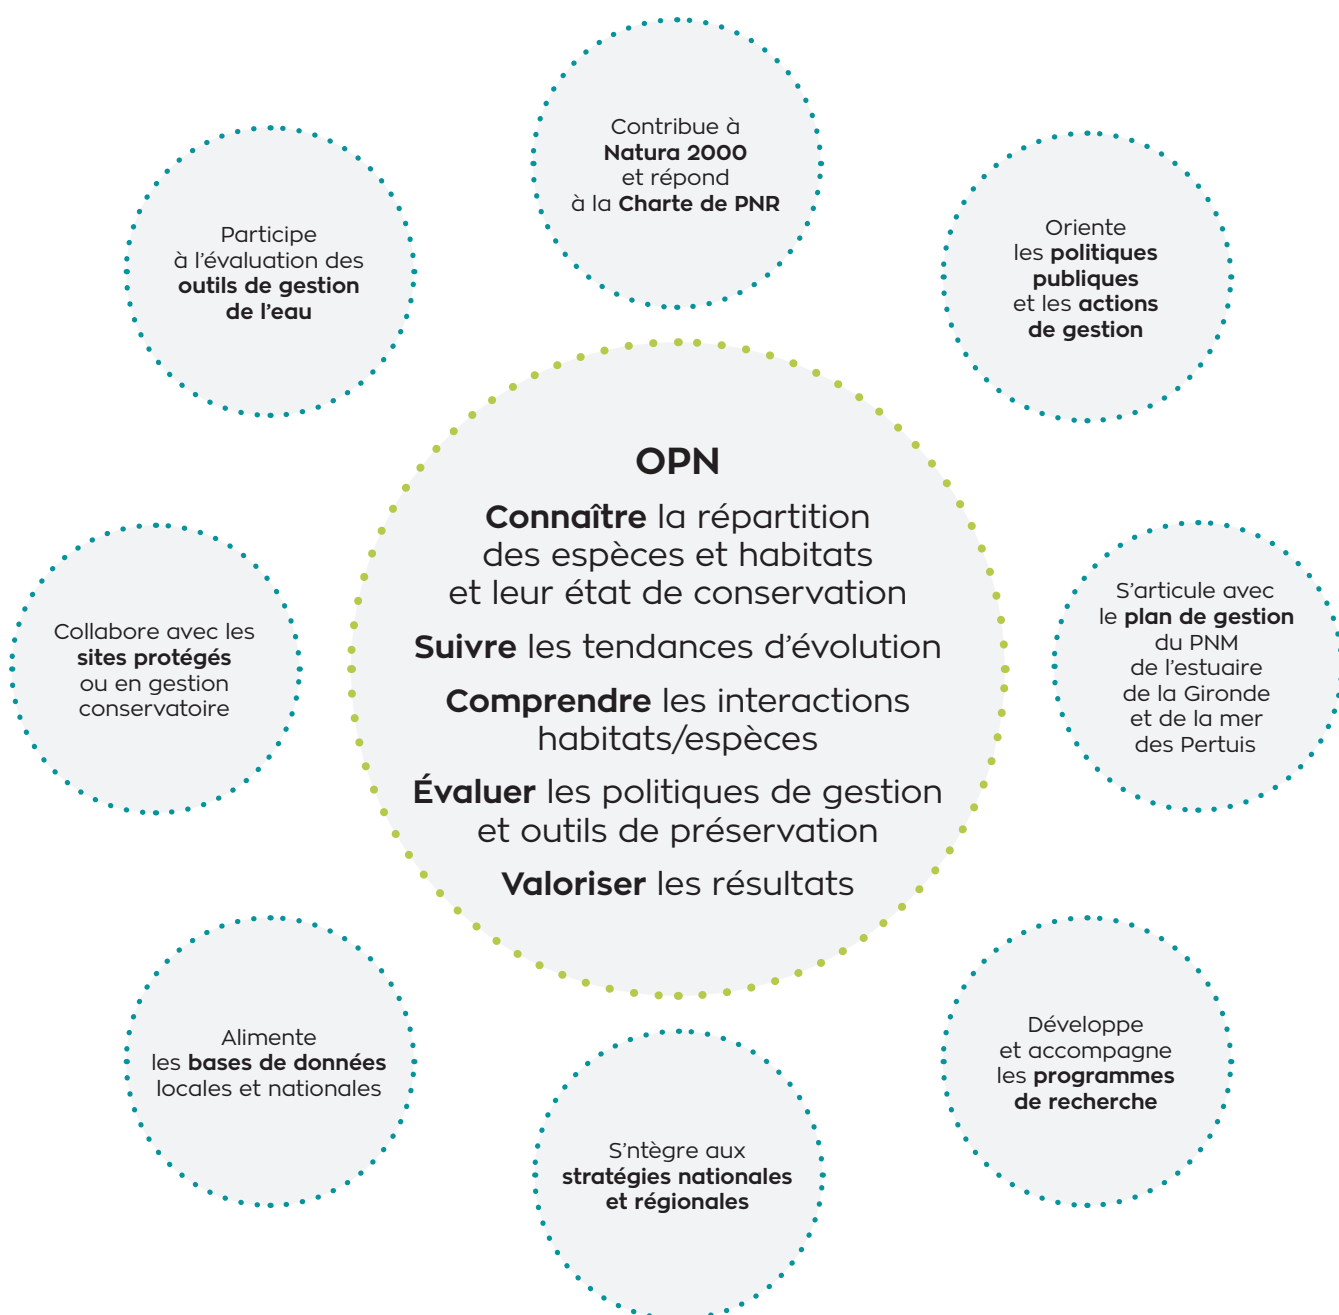 Contribue à
Natura 2000
et répond
à la Charte de PNR
Participe
à l'évaluation des
outils de gestion
de l'eau
Oriente
les politiques
publiques
et les actions
de gestion
OPN
Connaître la répartition
des espèces et habitats
et leur état de conservation
Suivre les tendances d'évolution
Comprendre les interactions
habitats/espèces
Évaluer les politiques de gestion
et outils de préservation
Valoriser les résultats
Collabore avec les
sites protégés
ou en gestion
conservatoire
S'articule avec
le plan de gestion
du PNM
de l'estuaire
de la Gironde
et de la mer
des Pertuis
Alimente
les bases de données
locales et nationales
Développe
et accompagne
les programmes
de recherche
S'ntègre aux
stratégies nationales
et régionales